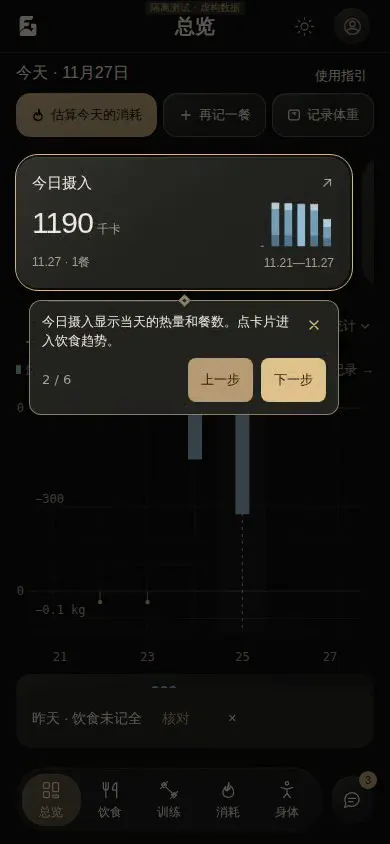 隔离测试 · 虚构数据
总览
今天 · 11月27日
使用指引
估算今天的消耗
再记一餐
记录体重
今日摄入
1190 千卡
11.27 · 1餐
11.21—11.27
今日摄入显示当天的热量和餐数。点卡片进
入饮食趋势。
2 / 6
上一步
下一步
计
记录 →
0
−300
0
−0.1 kg
21
23
25
27
昨天 · 饮食未记全
核对
×
总览
饮食
训练
消耗
身体
3